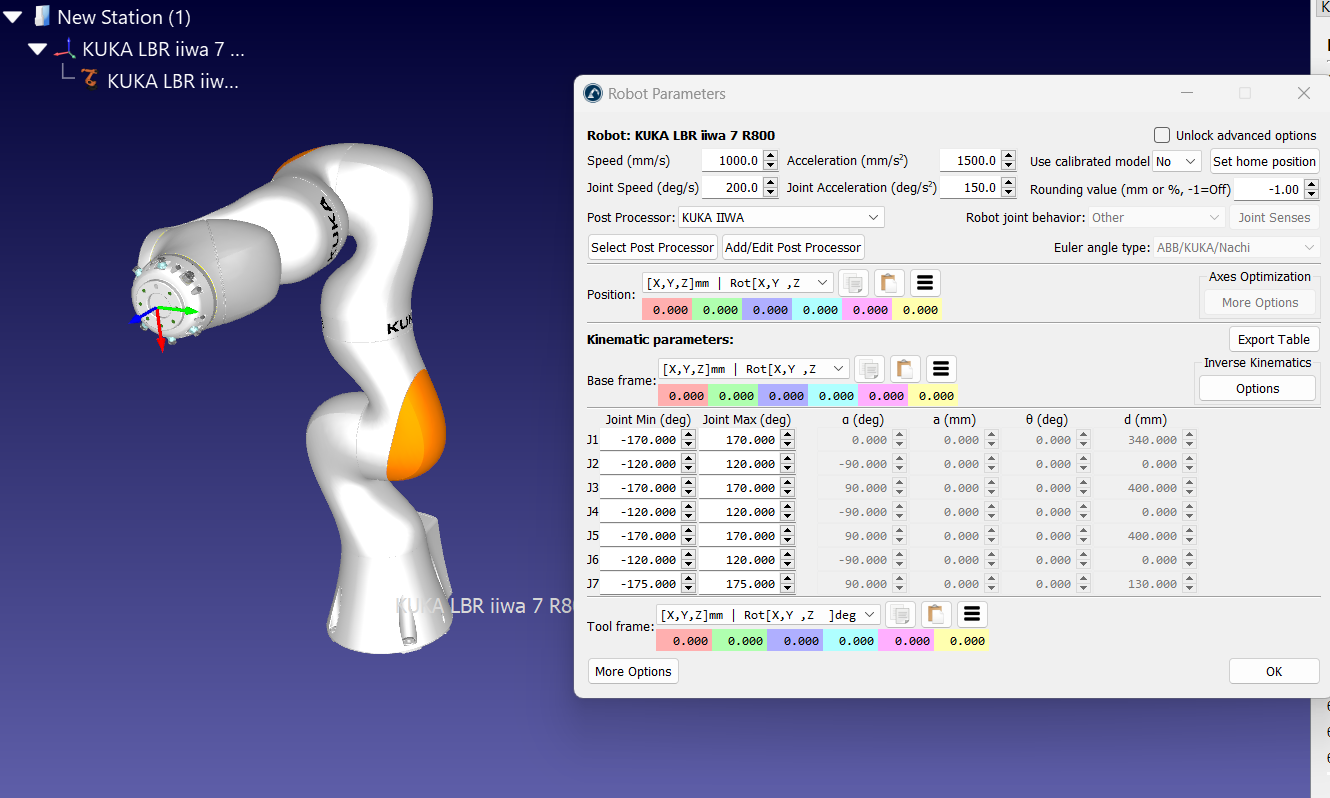 New Station (1)
KUKA LBR iiwa 7 ...
KUKA LBR iiw...
KUKA
KUK
KUKA LBR iiwa 7 R80
Robot Parameters
Robot: KUKA LBR iiwa 7 R800
Unlock advanced options
Speed (mm/s) 1000.0 Acceleration (mm/s²) 1500.0 Use calibrated model No Set home position
Joint Speed (deg/s) 200.0 Joint Acceleration (deg/s²) 150.0 Rounding value (mm or %, -1=Off) -1.00
Post Processor: KUKA IIWA Robot joint behavior: Other Joint Senses
Select Post Processor Add/Edit Post Processor Euler angle type: ABB/KUKA/Nachi
Axes Optimization
Position: [X,Y,Z]mm | Rot[X,Y ,Z
0.000 0.000 0.000 0.000 0.000 0.000
More Options
Kinematic parameters: Export Table
Inverse Kinematics
Base frame: [X,Y,Z]mm | Rot[X,Y ,Z
0.000 0.000 0.000 0.000 0.000 0.000
Options
Joint Min (deg) Joint Max (deg) α (deg) a (mm) θ (deg) d (mm)
J1 -170.000 170.000 0.000 0.000 0.000 340.000
J2 -120.000 120.000 -90.000 0.000 0.000 0.000
J3 -170.000 170.000 90.000 0.000 0.000 400.000
J4 -120.000 120.000 -90.000 0.000 0.000 0.000
J5 -170.000 170.000 90.000 0.000 0.000 400.000
J6 -120.000 120.000 -90.000 0.000 0.000 0.000
J7 -175.000 175.000 90.000 0.000 0.000 130.000
Tool frame: [X,Y,Z]mm | Rot[X,Y ,Z ]deg
0.000 0.000 0.000 0.000 0.000 0.000
More Options OK